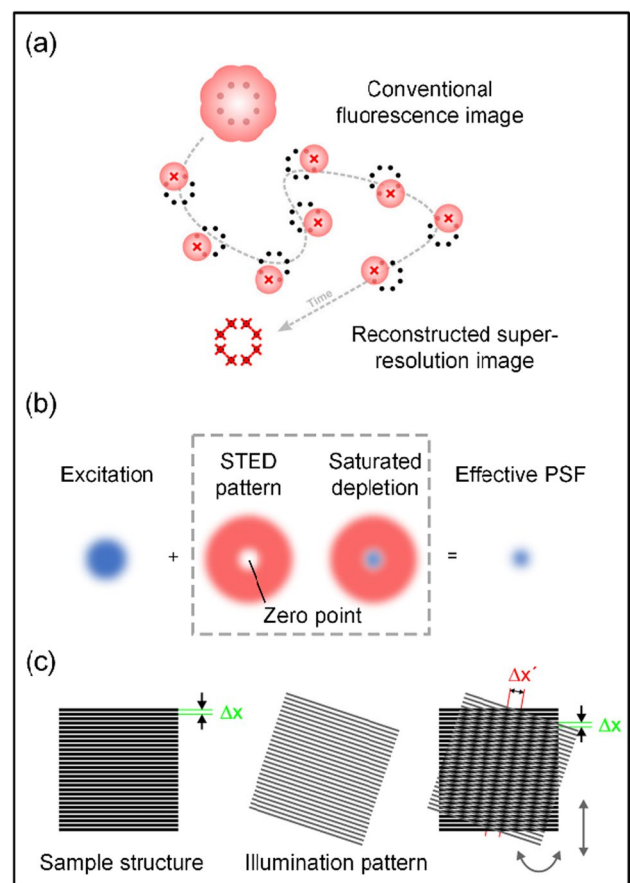 (a)
Conventional
fluorescence image
Time
Reconstructed super-
resolution image
(b)
Excitation
STED
pattern
Saturated
depletion
Effective PSF
+
=
Zero point
(c)
Δx
Δx´
Δx
Sample structure
Illumination pattern